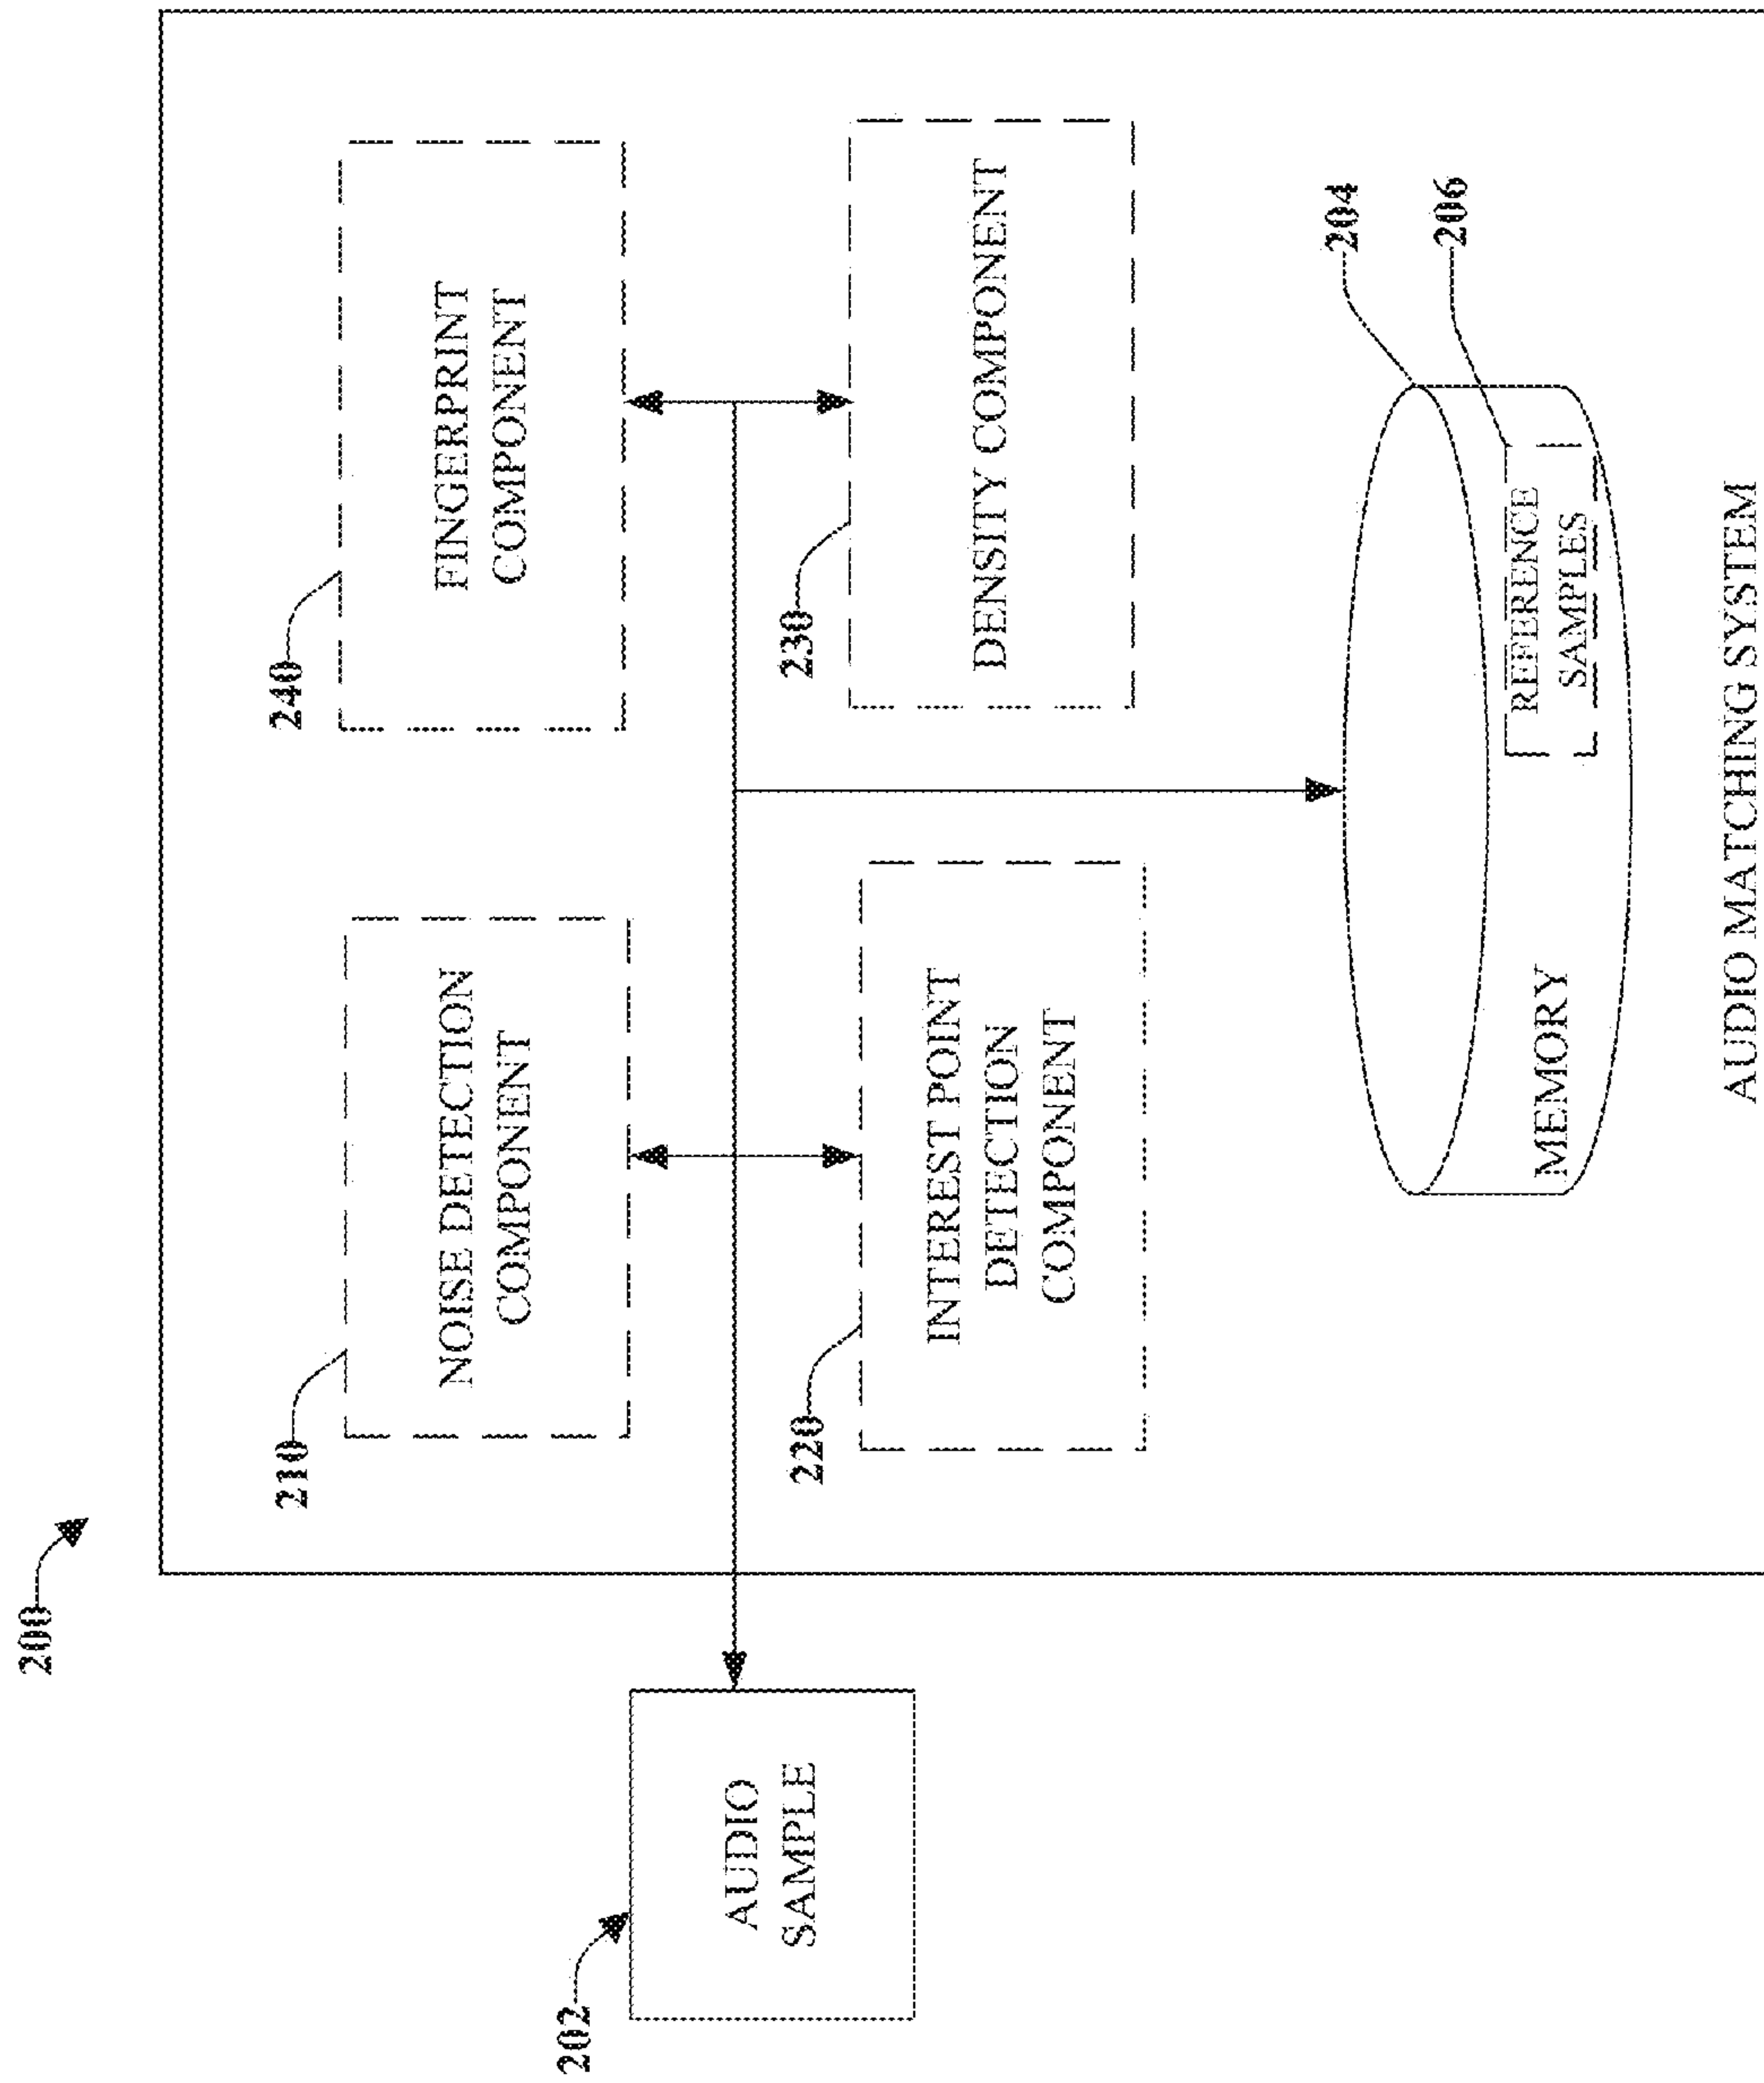 200
202
AUDIO
SAMPLE
210
NOISE DETECTION
COMPONENT
240
FINGERPRINT
COMPONENT
220
INTEREST POINT
DETECTION
COMPONENT
230
DENSITY COMPONENT
204
206
MEMORY
REFERENCE
SAMPLES
AUDIO MATCHING SYSTEM